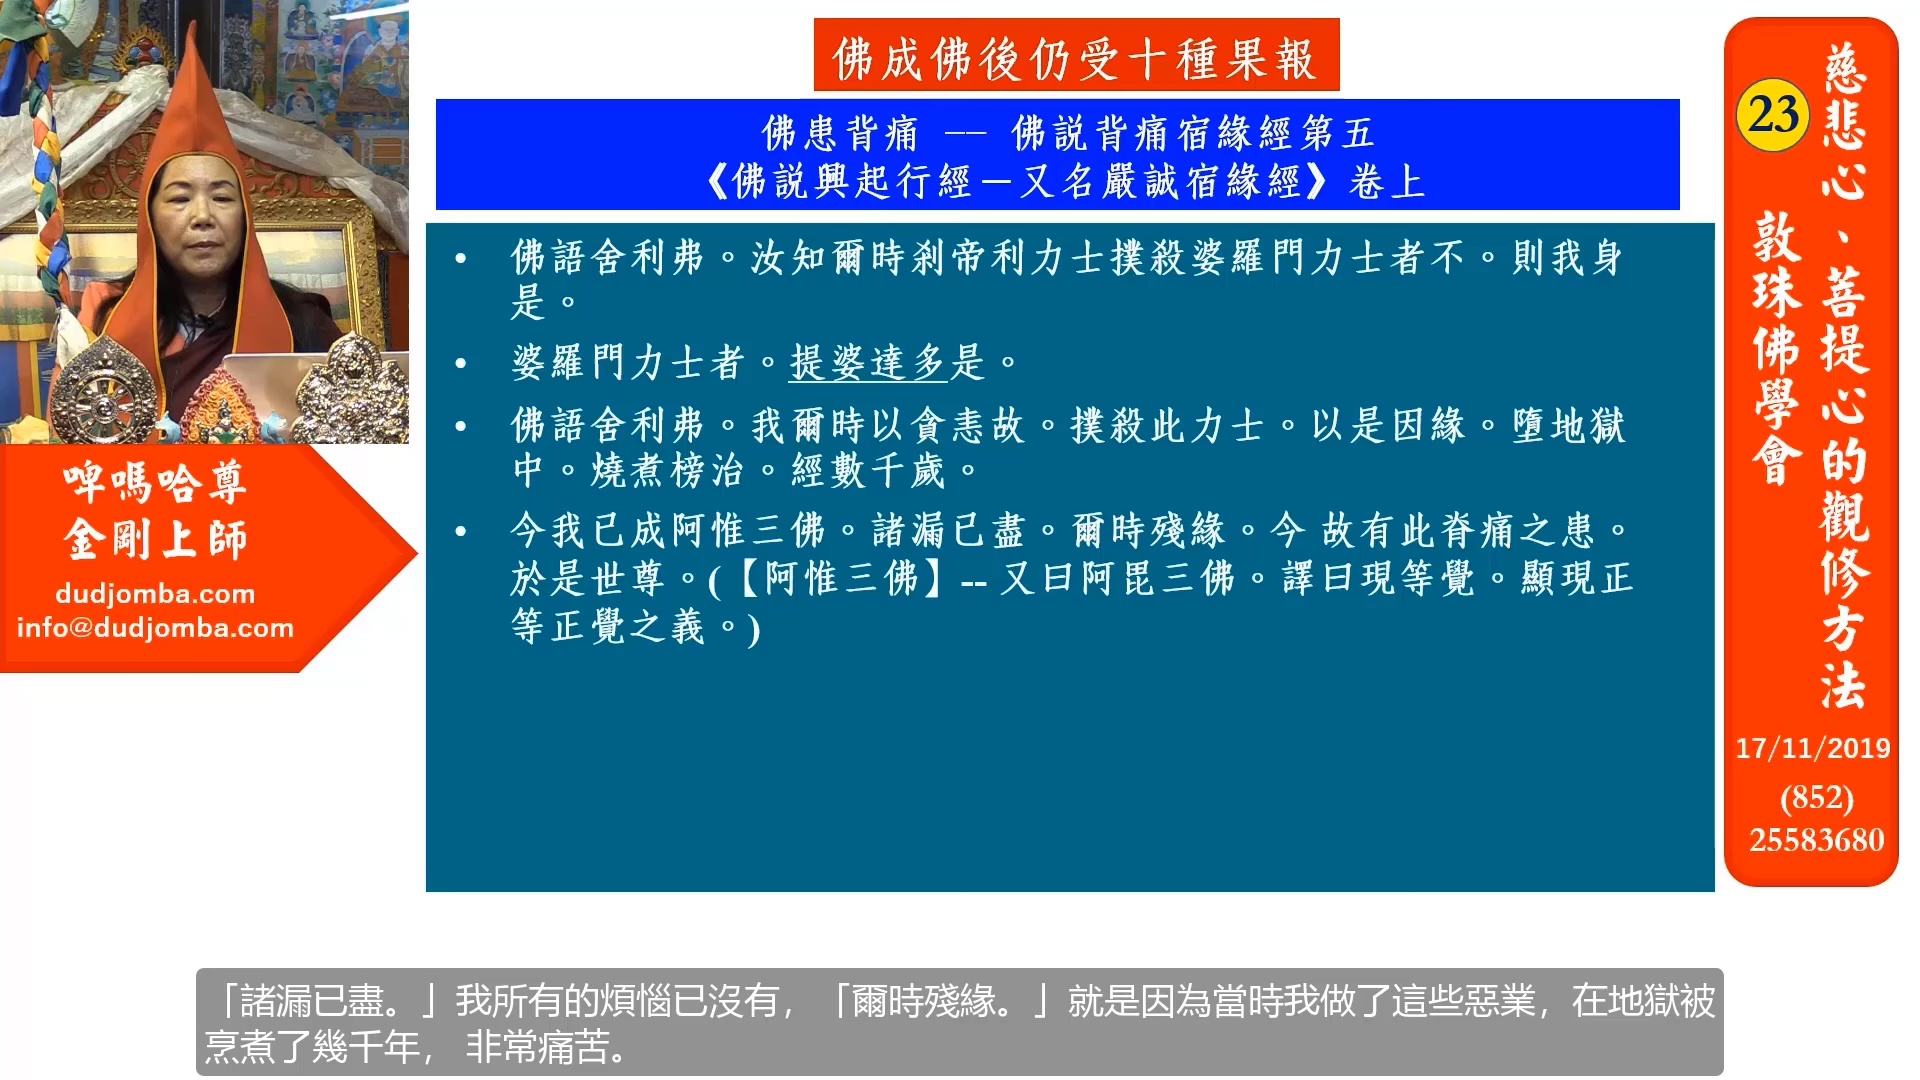 佛成佛後仍受十種果報
佛患背痛 –– 佛說背痛宿緣經第五
《佛說興起行經－又名嚴誡宿緣經》卷上
• 佛語舍利弗。汝知爾時剎帝利力士撲殺婆羅門力士者不。則我身
是。
• 婆羅門力士者。提婆達多是。
• 佛語舍利弗。我爾時以貪恚故。撲殺此力士。以是因緣。墮地獄
中。燒煮榜治。經數千歲。
• 今我已成阿惟三佛。諸漏已盡。爾時殘緣。今 故有此脊痛之患。
於是世尊。(【阿惟三佛】-- 又曰阿毘三佛。譯曰現等覺。顯現正
等正覺之義。)
啤嗎哈尊
金剛上師
dudjomba.com
info@dudjomba.com
23
慈悲心、菩提心的觀修方法
敦珠佛學會
17/11/2019
(852)
25583680
「諸漏已盡。」我所有的煩惱已沒有，「爾時殘緣。」就是因為當時我做了這些惡業，在地獄被
烹煮了幾千年， 非常痛苦。